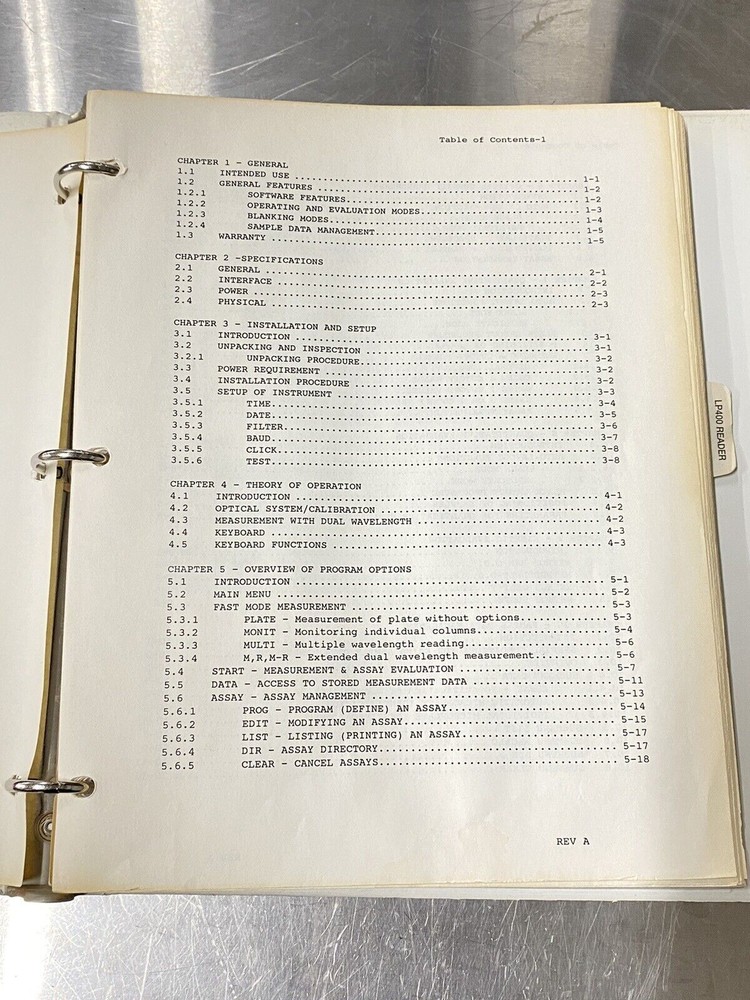 Table of Contents-1
CHAPTER 1 - GENERAL
1.1 INTENDED USE ........ 1-1
1.2 GENERAL FEATURES ........ 1-2
1.2.1 SOFTWARE FEATURES........ 1-2
1.2.2 OPERATING AND EVALUATION MODES........ 1-3
1.2.3 BLANKING MODES........ 1-4
1.2.4 SAMPLE DATA MANAGEMENT........ 1-5
1.3 WARRANTY ........ 1-5
CHAPTER 2 -SPECIFICATIONS
2.1 GENERAL ........ 2-1
2.2 INTERFACE ........ 2-2
2.3 POWER ........ 2-3
2.4 PHYSICAL ........ 2-3
CHAPTER 3 - INSTALLATION AND SETUP
3.1 INTRODUCTION ........ 3-1
3.2 UNPACKING AND INSPECTION ........ 3-1
3.2.1 UNPACKING PROCEDURE........ 3-2
3.3 POWER REQUIREMENT ........ 3-2
3.4 INSTALLATION PROCEDURE ........ 3-2
3.5 SETUP OF INSTRUMENT ........ 3-3
3.5.1 TIME........ 3-4
3.5.2 DATE........ 3-5
3.5.3 FILTER........ 3-6
3.5.4 BAUD........ 3-7
3.5.5 CLICK........ 3-8
3.5.6 TEST........ 3-8
CHAPTER 4 - THEORY OF OPERATION
4.1 INTRODUCTION ........ 4-1
4.2 OPTICAL SYSTEM/CALIBRATION ........ 4-2
4.3 MEASUREMENT WITH DUAL WAVELENGTH ........ 4-2
4.4 KEYBOARD ........ 4-3
4.5 KEYBOARD FUNCTIONS ........ 4-3
CHAPTER 5 - OVERVIEW OF PROGRAM OPTIONS
5.1 INTRODUCTION ........ 5-1
5.2 MAIN MENU ........ 5-2
5.3 FAST MODE MEASUREMENT ........ 5-3
5.3.1 PLATE - Measurement of plate without options........ 5-3
5.3.2 MONIT - Monitoring individual columns........ 5-4
5.3.3 MULTI - Multiple wavelength reading........ 5-6
5.3.4 M,R,M-R - Extended dual wavelength measurement........ 5-6
5.4 START - MEASUREMENT & ASSAY EVALUATION ........ 5-7
5.5 DATA - ACCESS TO STORED MEASUREMENT DATA ........ 5-11
5.6 ASSAY - ASSAY MANAGEMENT ........ 5-13
5.6.1 PROG - PROGRAM (DEFINE) AN ASSAY........ 5-14
5.6.2 EDIT - MODIFYING AN ASSAY........ 5-15
5.6.3 LIST - LISTING (PRINTING) AN ASSAY........ 5-17
5.6.4 DIR - ASSAY DIRECTORY........ 5-17
5.6.5 CLEAR - CANCEL ASSAYS........ 5-18
REV A
LP400 READER